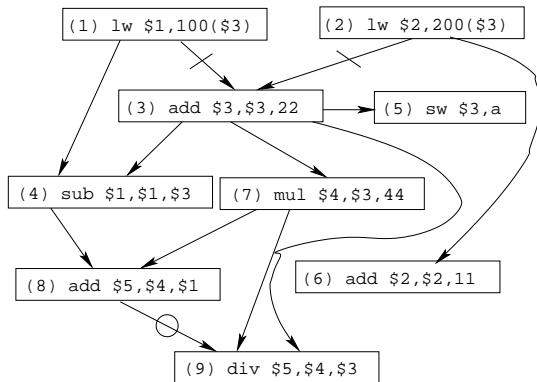 (1) lw $1,100($3)
(2) lw $2,200($3)
(3) add $3,$3,22
(5) sw $3,a
(4) sub $1,$1,$3
(7) mul $4,$3,44
(8) add $5,$4,$1
(6) add $2,$2,11
(9) div $5,$4,$3